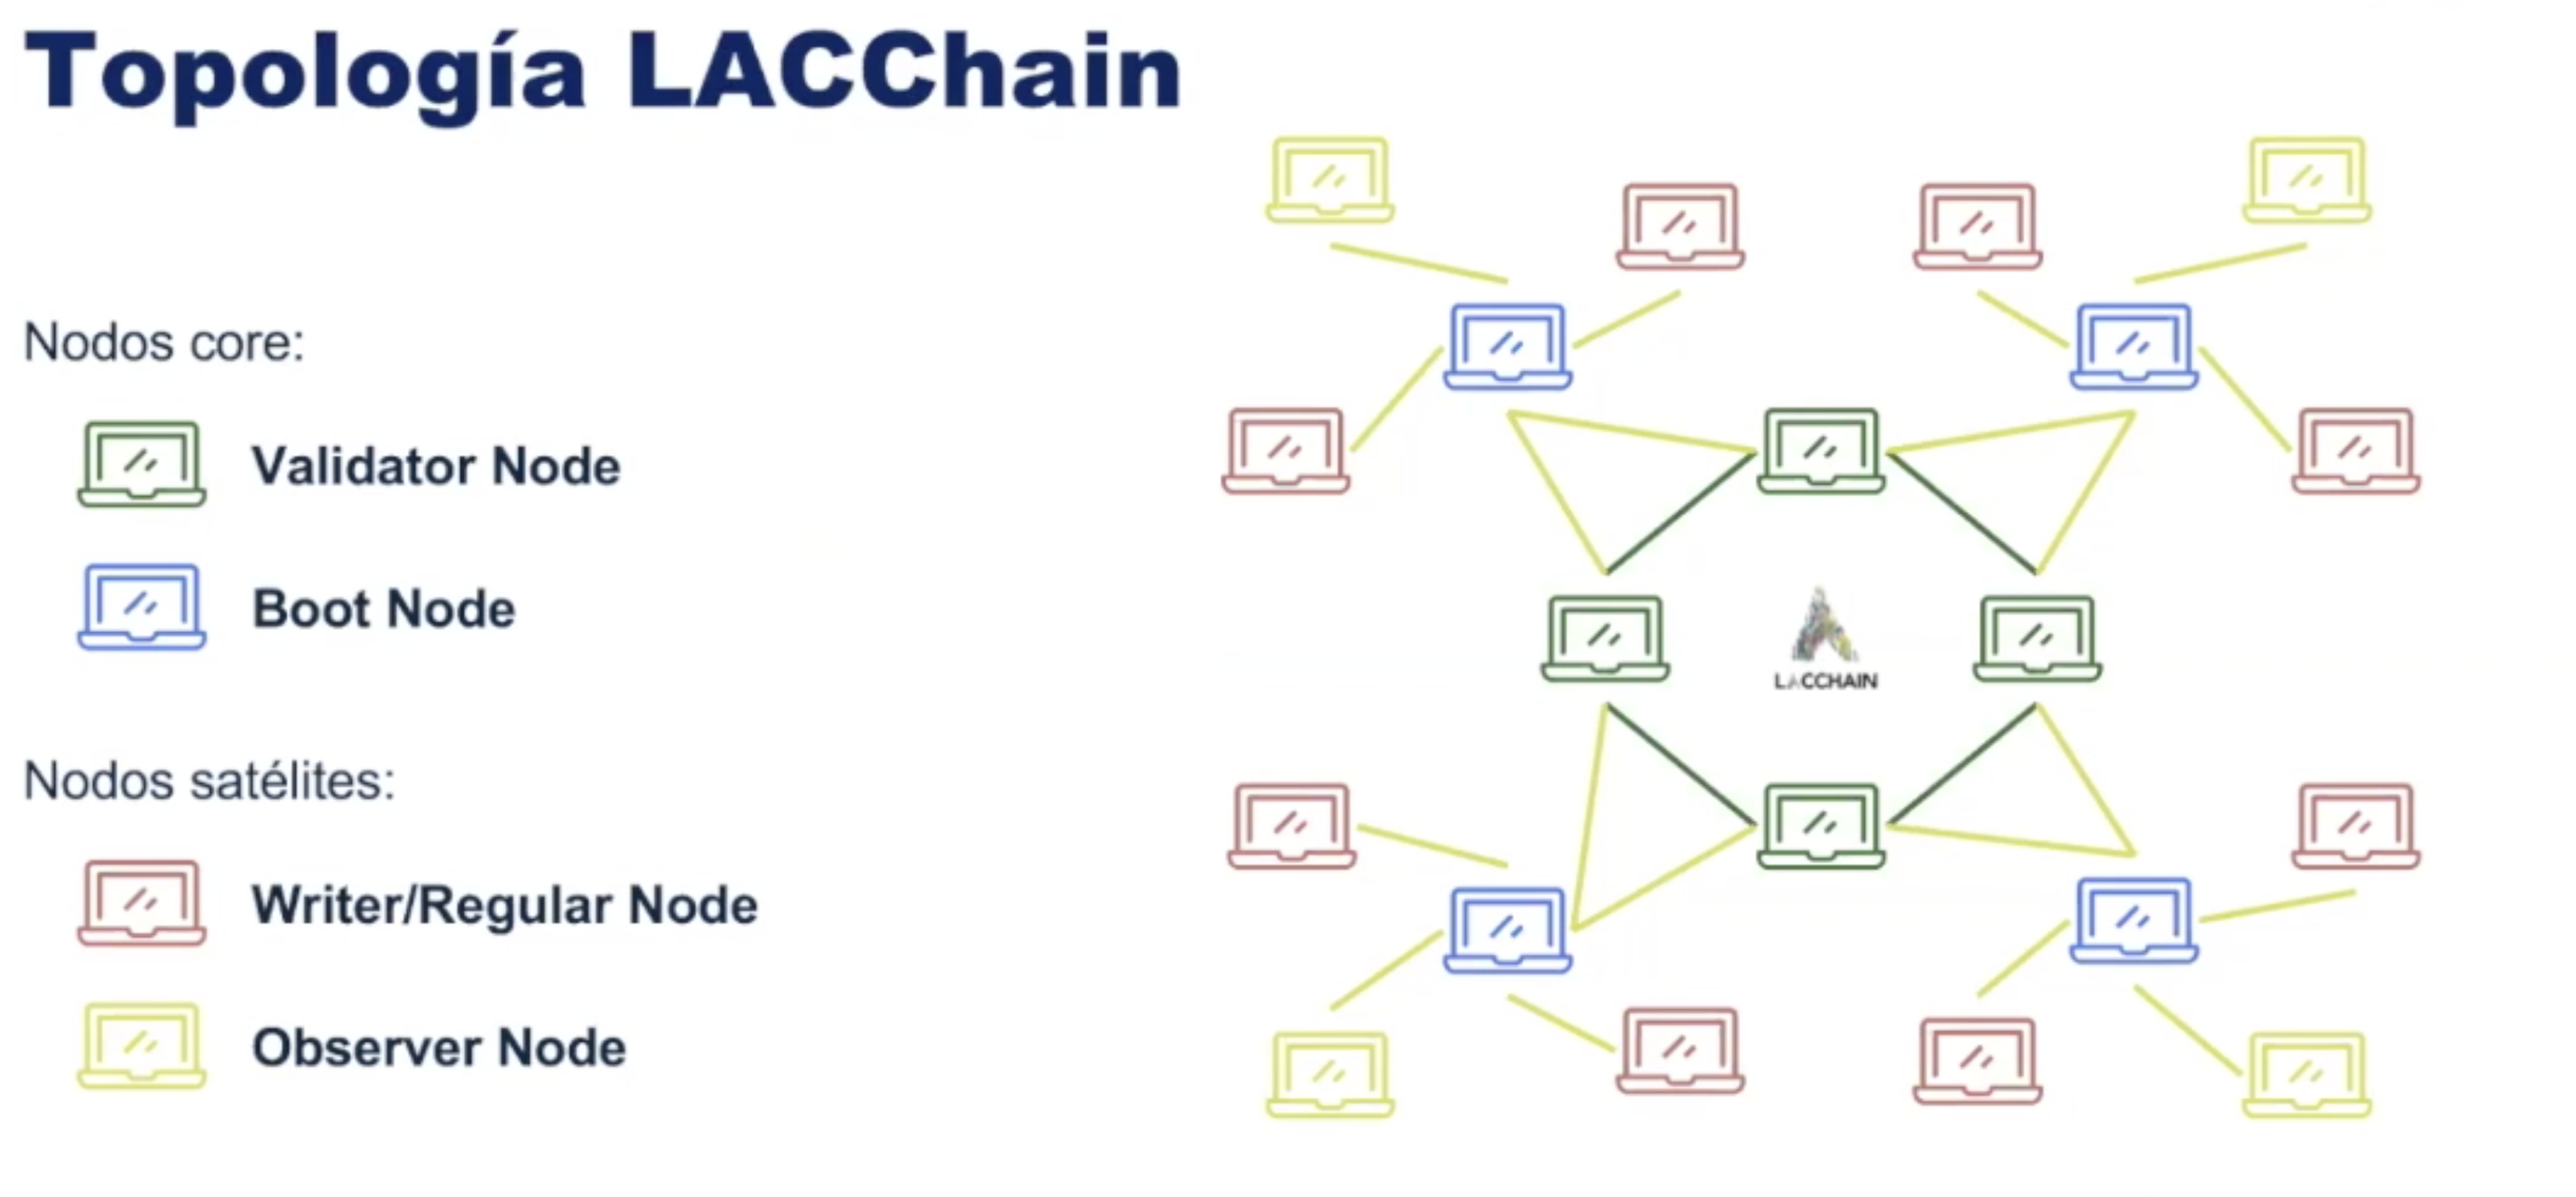 Topología LACChain
Nodos core:
Validator Node
Boot Node
Nodos satélites:
Writer/Regular Node
Observer Node
LACCHAIN